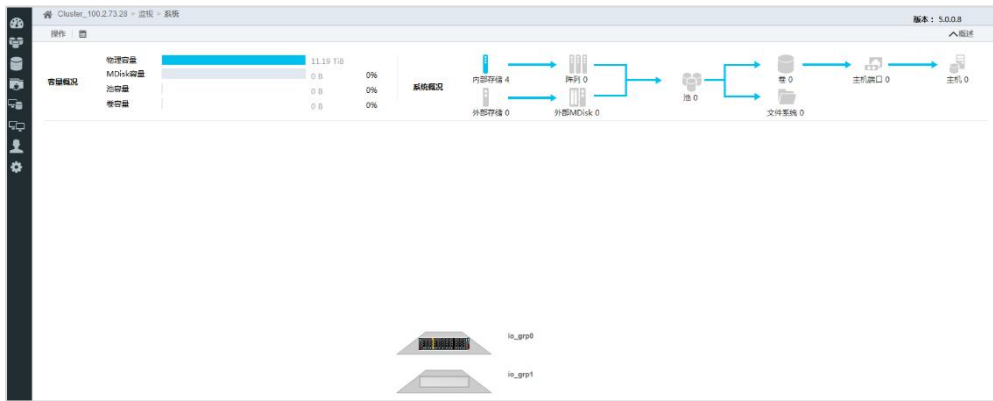 Cluster_100.2.73.28 > 监视 > 系统
版本： 5.0.0.8
操作
概述
容量概况
物理容量 11.19 TiB
MDisk容量 0 B 0%
池容量 0 B 0%
卷容量 0 B 0%
系统概况
内部存储 4
阵列 0
外部存储 0
外部MDisk 0
池 0
卷 0
文件系统 0
主机端口 0
主机 0
io_grp0
io_grp1